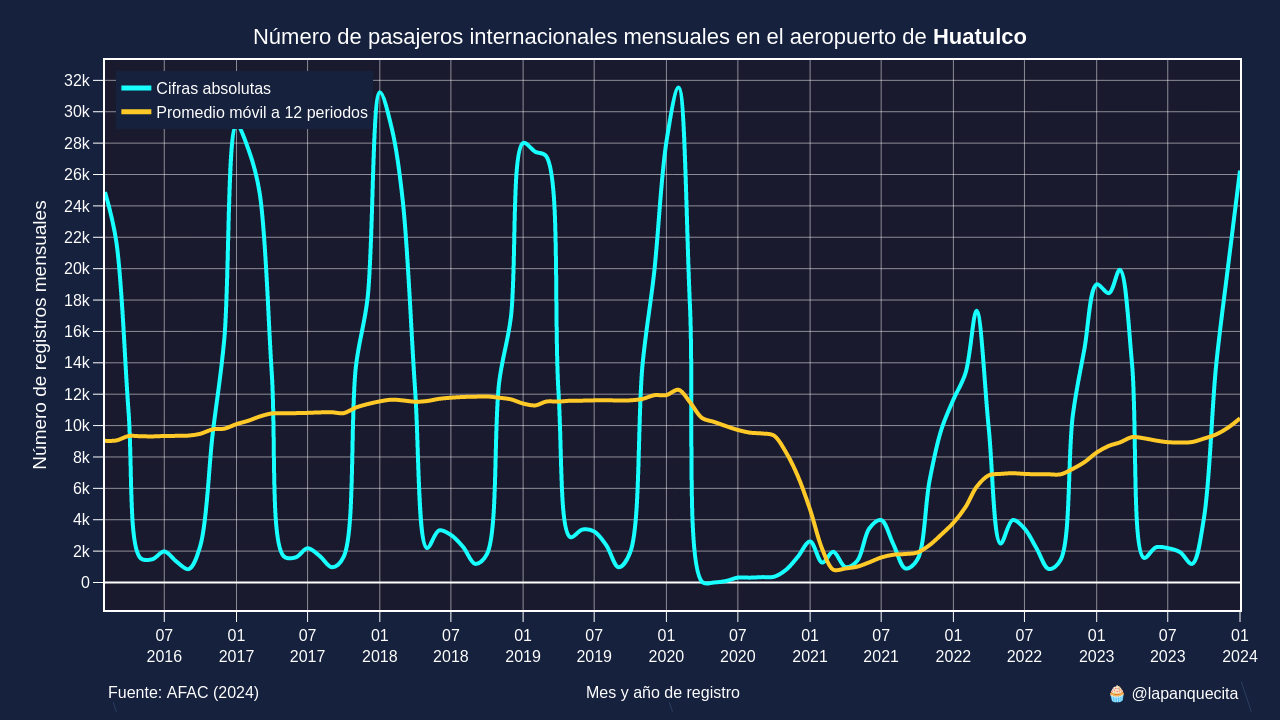 Número de pasajeros internacionales mensuales en el aeropuerto de Huatulco
Cifras absolutas
Promedio móvil a 12 periodos
Número de registros mensuales
32k
30k
28k
26k
24k
22k
20k
18k
16k
14k
12k
10k
8k
6k
4k
2k
0
07 01 07 01 07 01 07 01 07 01 07 01 07 01 07 01
2016 2017 2017 2018 2018 2019 2019 2020 2020 2021 2021 2022 2022 2023 2023 2024
Fuente: AFAC (2024) Mes y año de registro 🧁 @lapanquecita